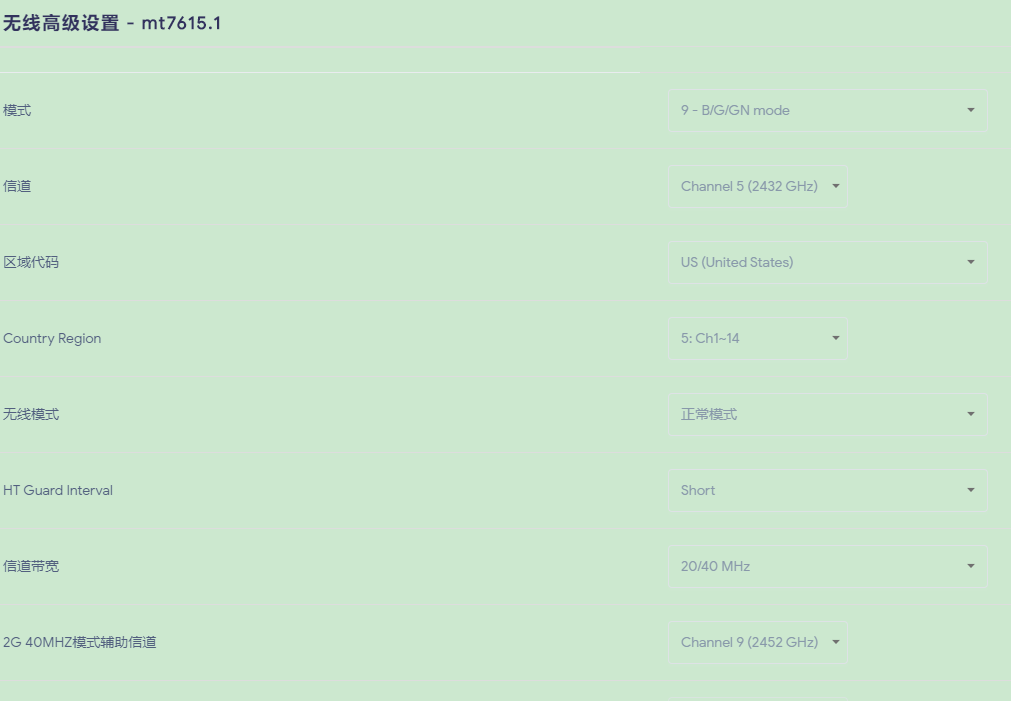 无线高级设置 - mt7615.1
模式 9 - B/G/GN mode
信道 Channel 5 (2432 GHz)
区域代码 US (United States)
Country Region 5: Ch1~14
无线模式 正常模式
HT Guard Interval Short
信道带宽 20/40 MHz
2G 40MHZ模式辅助信道 Channel 9 (2452 GHz)